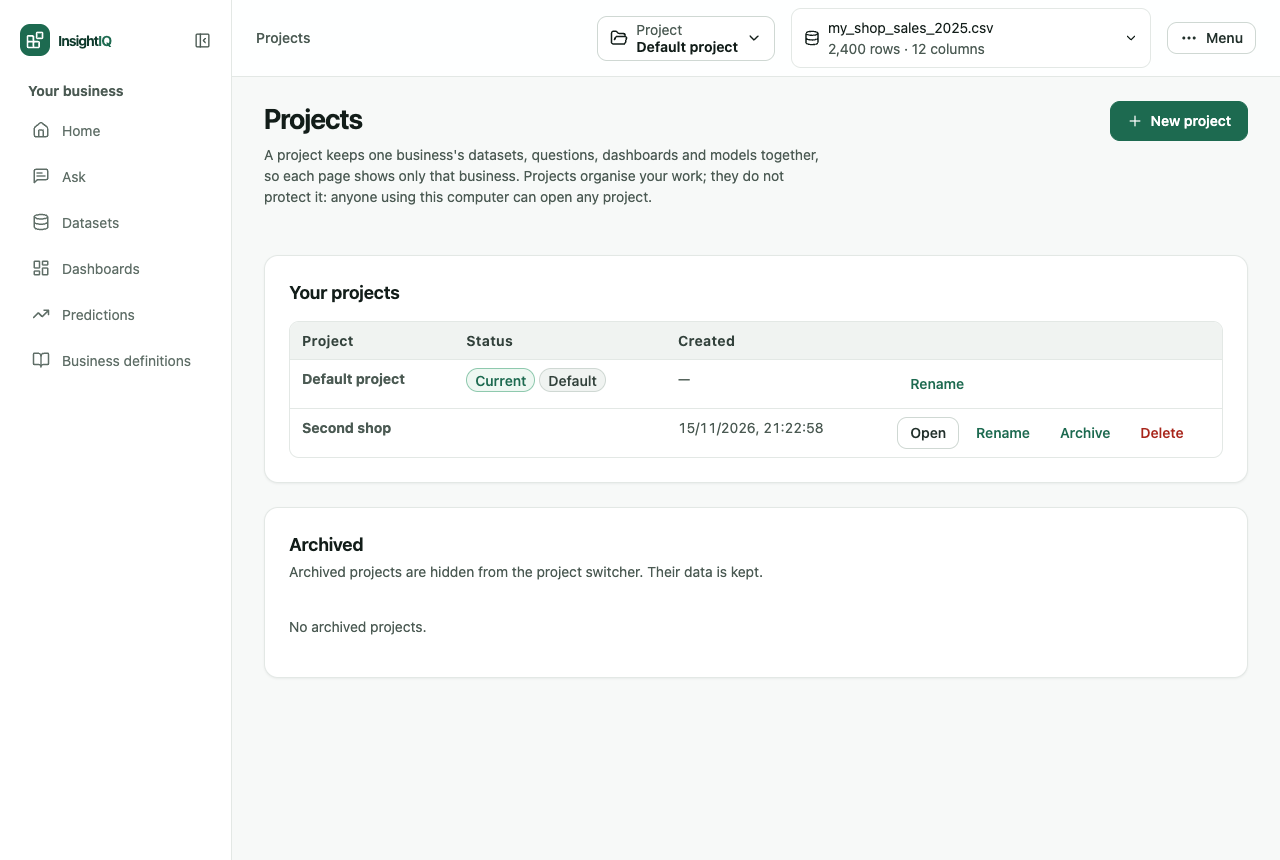 InsightIQ
Your business
Home
Ask
Datasets
Dashboards
Predictions
Business definitions
Projects
Project
Default project
my_shop_sales_2025.csv
2,400 rows · 12 columns
Menu
Projects
New project
A project keeps one business's datasets, questions, dashboards and models together,
so each page shows only that business. Projects organise your work; they do not
protect it: anyone using this computer can open any project.
Your projects
Project Status Created
Default project Current Default — Rename
Second shop 15/11/2026, 21:22:58 Open Rename Archive Delete
Archived
Archived projects are hidden from the project switcher. Their data is kept.
No archived projects.